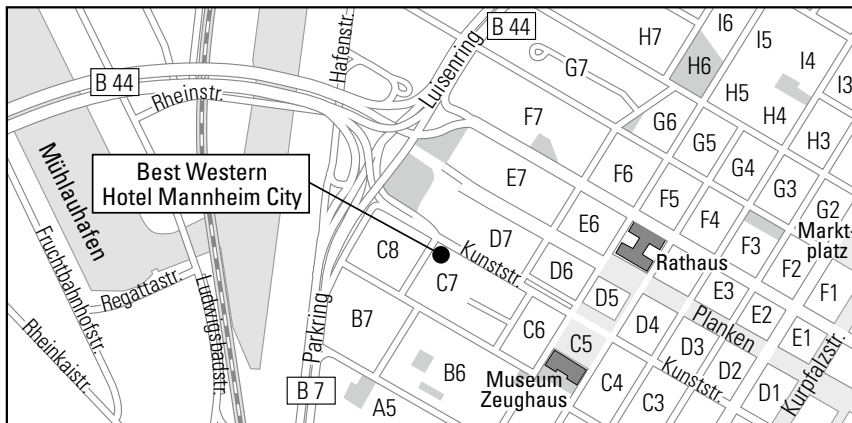 B 44
I6
H7
I5
I4
G7
H6
I3
B 44
Hafenstr.
Luisenring
Rheinstr.
H5
H4
F7
G6
G5
H3
Mühlauhafen
Best Western
Hotel Mannheim City
E7
F6
G4
G3
F5
G2
F4
E6
Markt-
platz
D7
C8
Kunststr.
F3
Rathaus
F2
D6
C7
E3
F1
Fruchtbahnhofstr.
Regattastr.
Ludwigsbadstr.
D5
Planken
E2
B7
C6
D4
E1
Parkring
C5
D3
Kurpfalzstr.
Rheinkaistr.
B6
Museum
Zeughaus
Kunststr.
D2
B 7
C4
D1
A5
C3